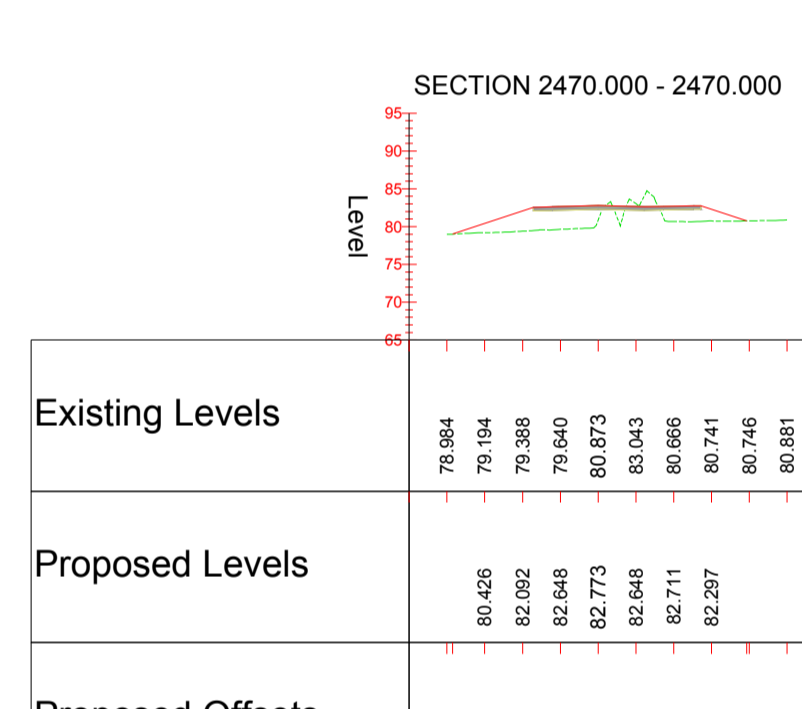 SECTION 2470.000 - 2470.000
95
90
85
80
75
70
65
Level
Existing Levels
78.984 79.194 79.388 79.640 80.873 83.043 80.666 80.741 80.746 80.881
Proposed Levels
80.426 82.092 82.648 82.773 82.648 82.711 82.297
Proposed Offsets